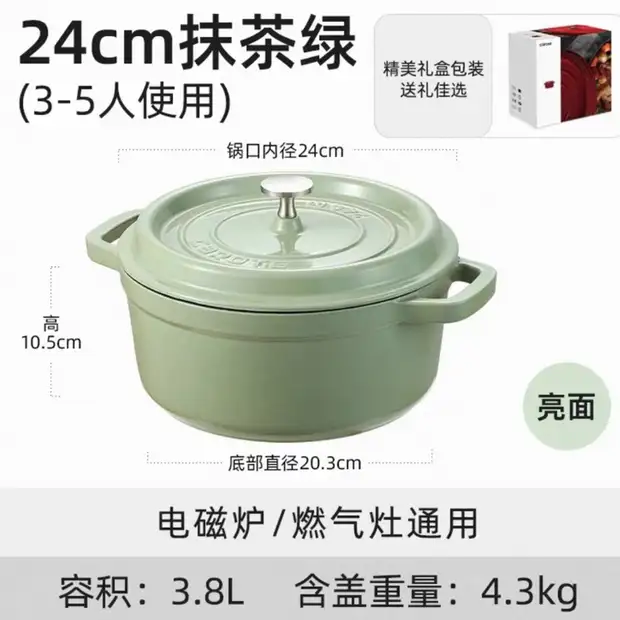 24cm抹茶绿
(3-5人使用)
精美礼盒包装
送礼佳选
锅口内径24cm
高
10.5cm
亮面
底部直径20.3cm
电磁炉/燃气灶通用
容积：3.8L 含盖重量：4.3kg